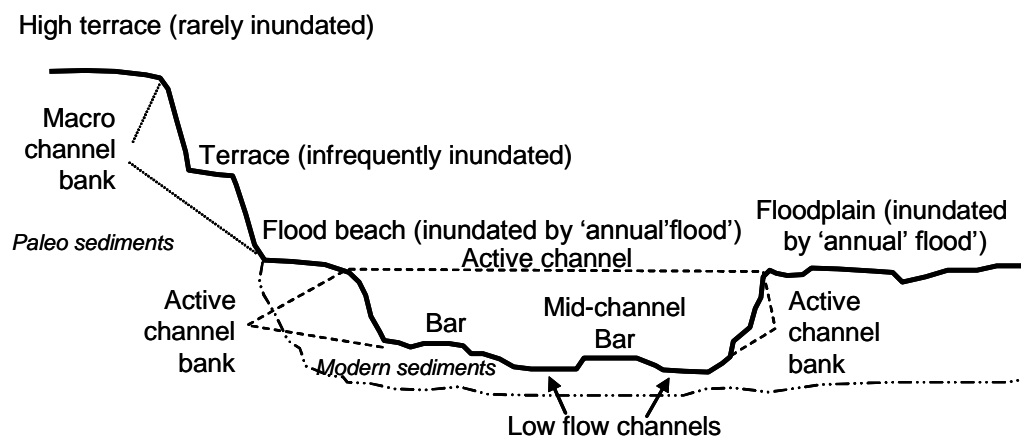 High terrace (rarely inundated)
Macro
channel
bank
Terrace (infrequently inundated)
Paleo sediments
Flood beach (inundated by ‘annual’flood’)
Floodplain (inundated
by ‘annual’ flood’)
Active channel
Active
channel
bank
Bar
Mid-channel
Bar
Active
channel
bank
Modern sediments
Low flow channels